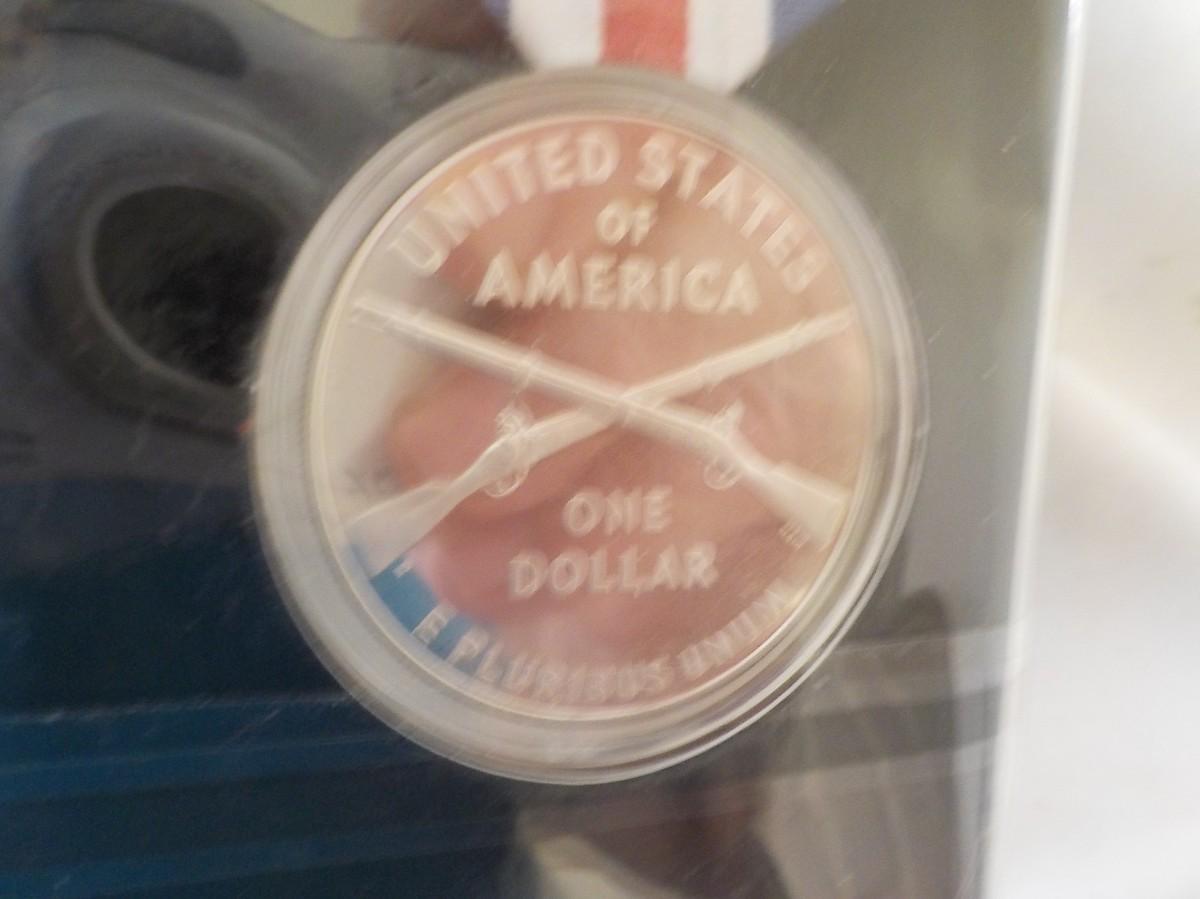 UNITED STATES
OF
AMERICA
ONE
DOLLAR
E PLURIBUS UNUM